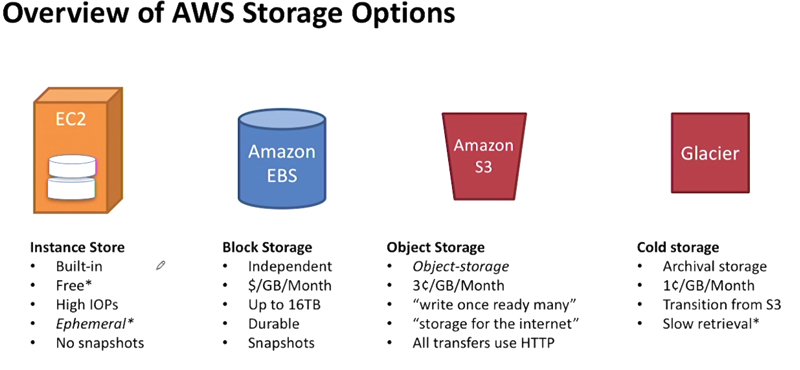 Overview of AWS Storage Options
EC2
Amazon
EBS
Amazon
S3
Glacier
Instance Store
• Built-in
• Free*
• High IOPs
• Ephemeral*
• No snapshots
Block Storage
• Independent
• $/GB/Month
• Up to 16TB
• Durable
• Snapshots
Object Storage
• Object-storage
• 3¢/GB/Month
• “write once ready many”
• “storage for the internet”
• All transfers use HTTP
Cold storage
• Archival storage
• 1¢/GB/Month
• Transition from S3
• Slow retrieval*